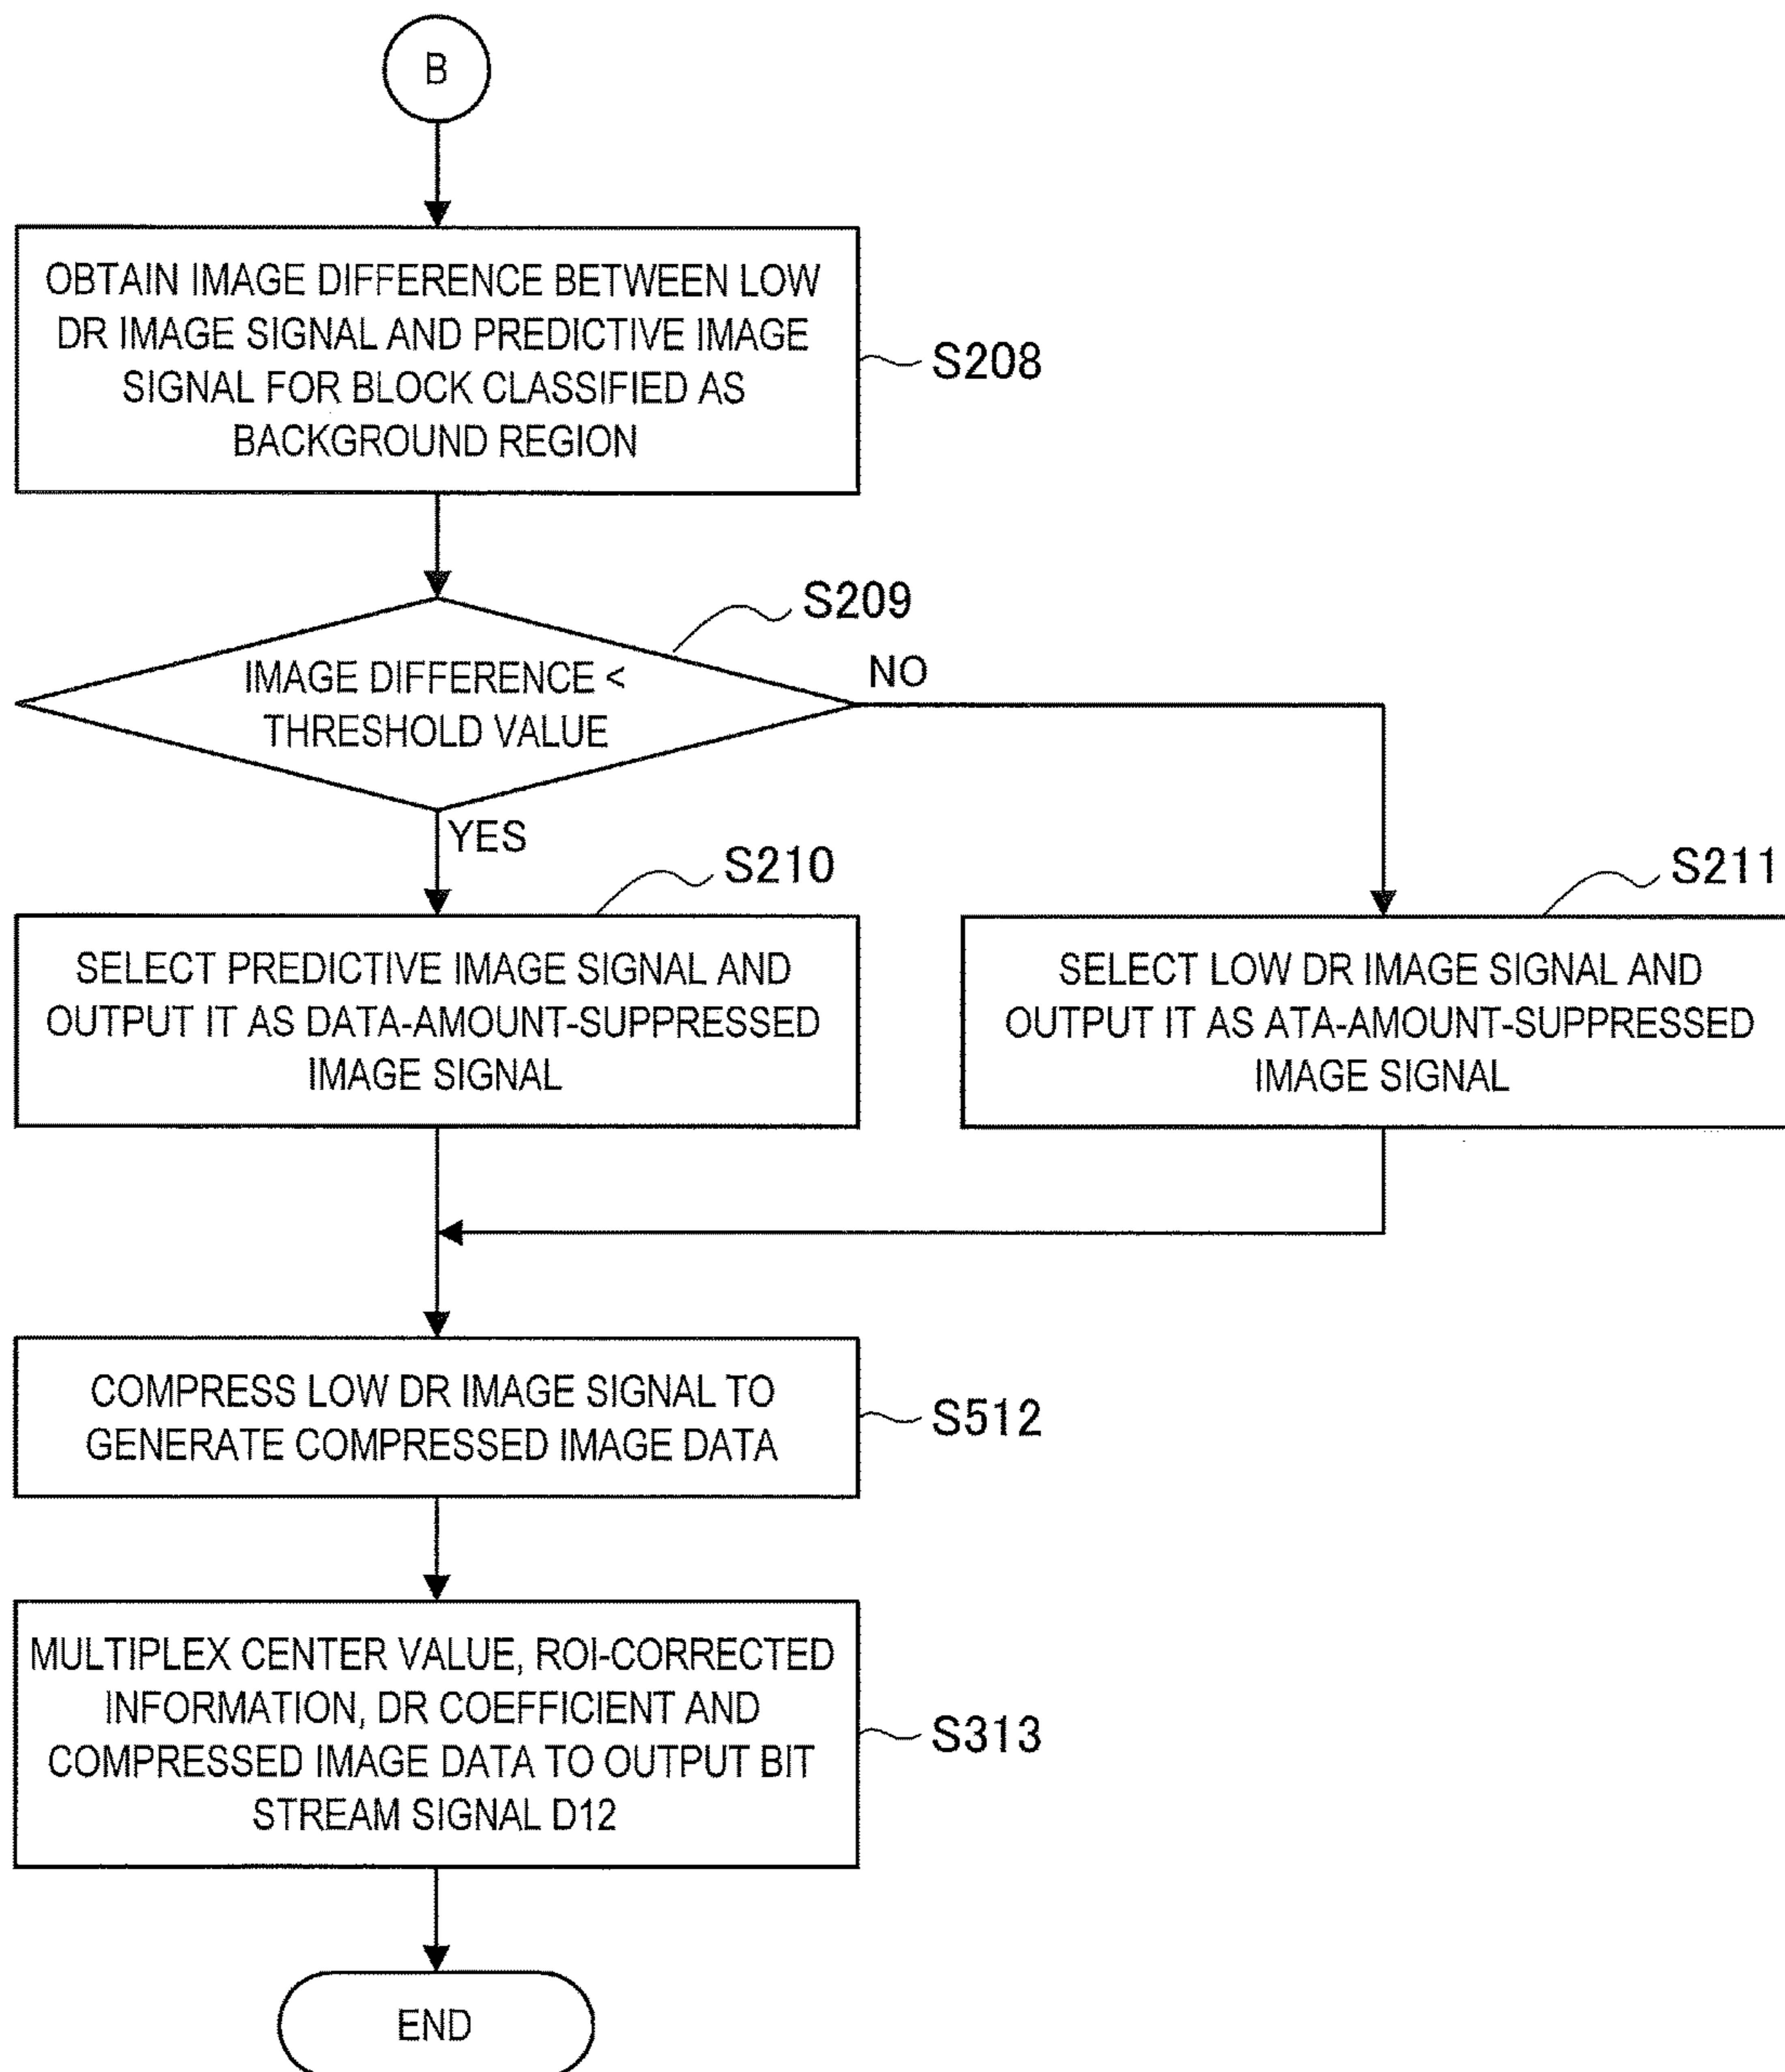 B
OBTAIN IMAGE DIFFERENCE BETWEEN LOW
DR IMAGE SIGNAL AND PREDICTIVE IMAGE
SIGNAL FOR BLOCK CLASSIFIED AS
BACKGROUND REGION
S208
S209
IMAGE DIFFERENCE <
THRESHOLD VALUE
NO
YES
S210
SELECT PREDICTIVE IMAGE SIGNAL AND
OUTPUT IT AS DATA-AMOUNT-SUPPRESSED
IMAGE SIGNAL
S211
SELECT LOW DR IMAGE SIGNAL AND
OUTPUT IT AS ATA-AMOUNT-SUPPRESSED
IMAGE SIGNAL
COMPRESS LOW DR IMAGE SIGNAL TO
GENERATE COMPRESSED IMAGE DATA
S512
MULTIPLEX CENTER VALUE, ROI-CORRECTED
INFORMATION, DR COEFFICIENT AND
COMPRESSED IMAGE DATA TO OUTPUT BIT
STREAM SIGNAL D12
S313
END